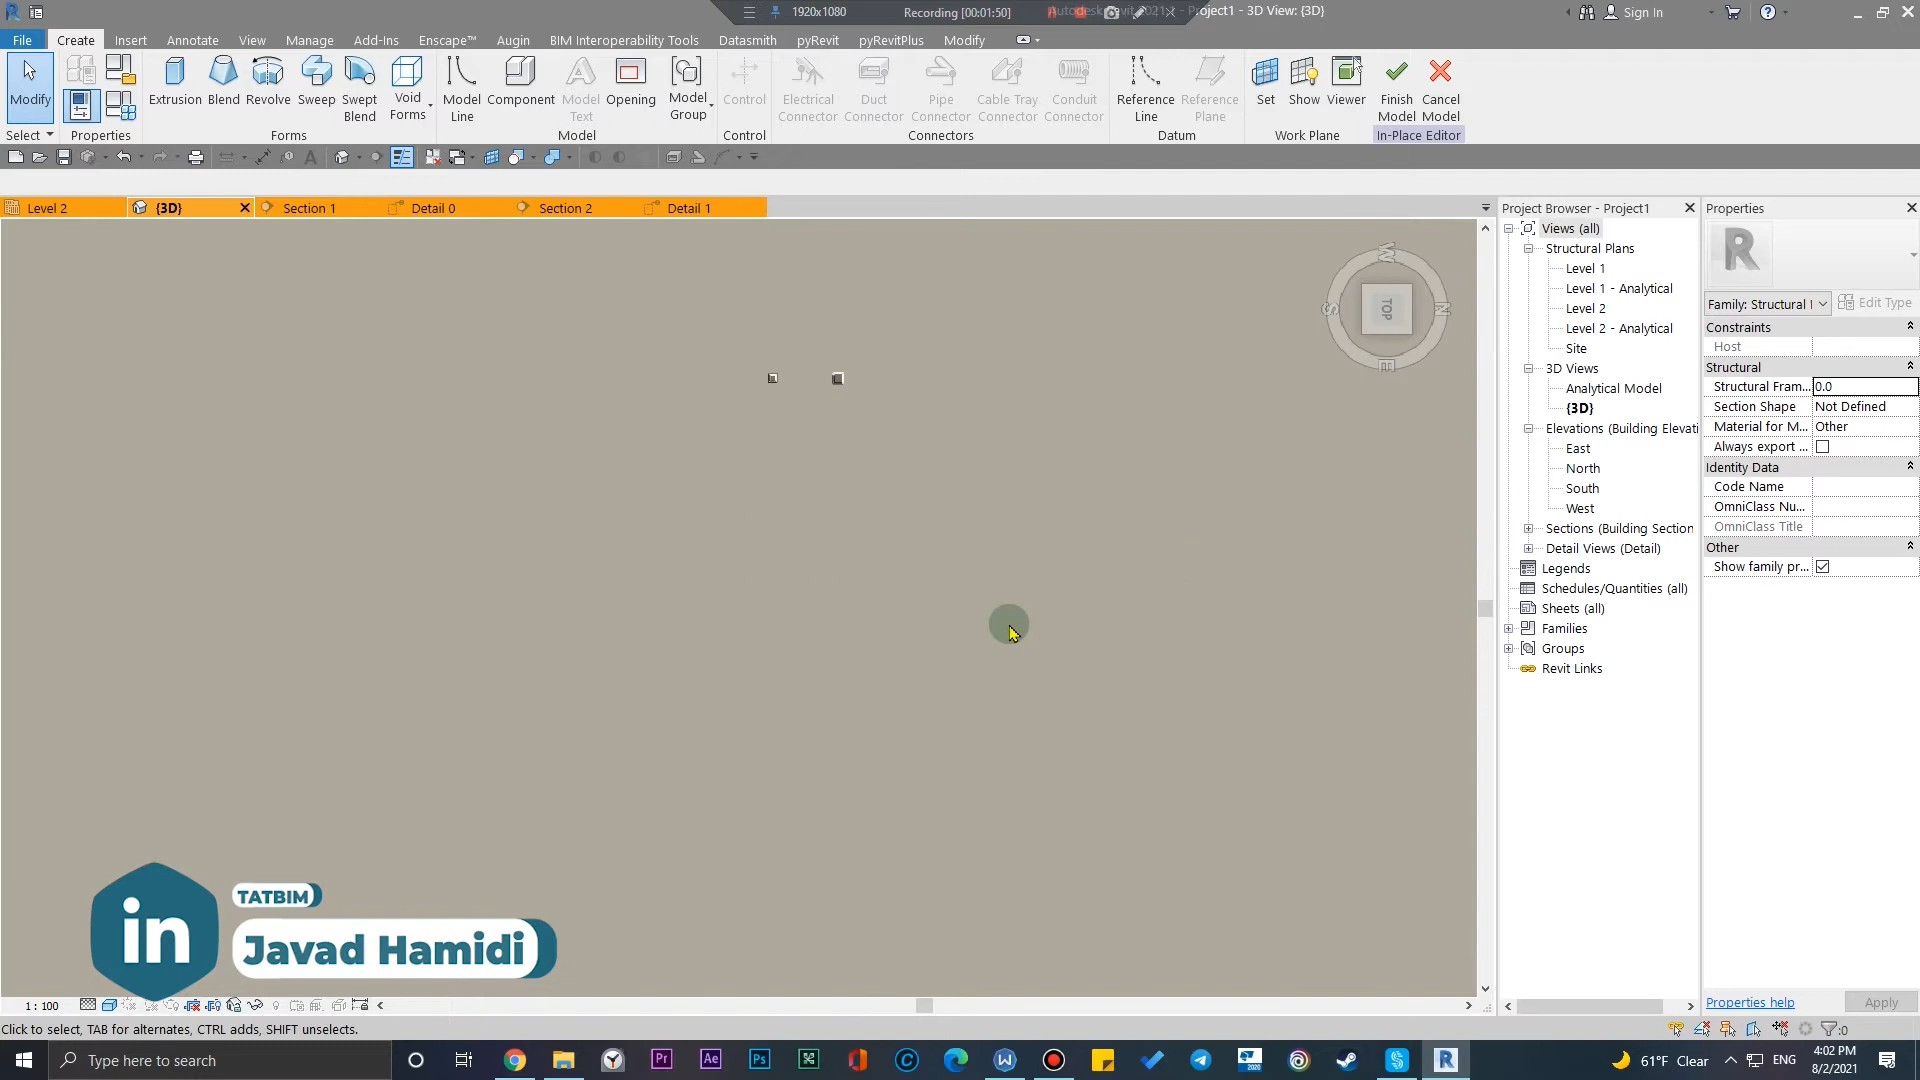 1920x1080
Recording [00:01:50]
Project1 - 3D View: {3D}
Sign In
File Create Insert Annotate View Manage Add-Ins Enscape™ Augin BIM Interoperability Tools Datasmith pyRevit pyRevitPlus Modify
Modify
Extrusion
Blend
Revolve
Sweep
Swept Blend
Void Forms
Model Line
Component
Model Text
Opening
Model Group
Control
Electrical Connector
Duct Connector
Pipe Connector
Cable Tray Connector
Conduit Connector
Reference Line
Reference Plane
Set
Show
Viewer
Finish Model
Cancel Model
Select Properties Forms Model Control Connectors Datum Work Plane In-Place Editor
Level 2 {3D} Section 1 Detail 0 Section 2 Detail 1
W
S
TOP
N
E
Project Browser - Project1
Views (all)
Structural Plans
Level 1
Level 1 - Analytical
Level 2
Level 2 - Analytical
Site
3D Views
Analytical Model
{3D}
Elevations (Building Elevati
East
North
South
West
Sections (Building Section
Detail Views (Detail)
Legends
Schedules/Quantities (all)
Sheets (all)
Families
Groups
Revit Links
Properties
R
Family: Structural
Edit Type
Constraints
Host
Structural
Structural Fram... 0.0
Section Shape Not Defined
Material for M... Other
Always export ...
Identity Data
Code Name
OmniClass Nu...
OmniClass Title
Other
Show family pr...
Properties help
Apply
in
TATBIM
Javad Hamidi
1 : 100
Click to select, TAB for alternates, CTRL adds, SHIFT unselects.
:0
Type here to search
Pr
Ae
Ps
2020
R
61°F Clear
ENG
4:02 PM
8/2/2021